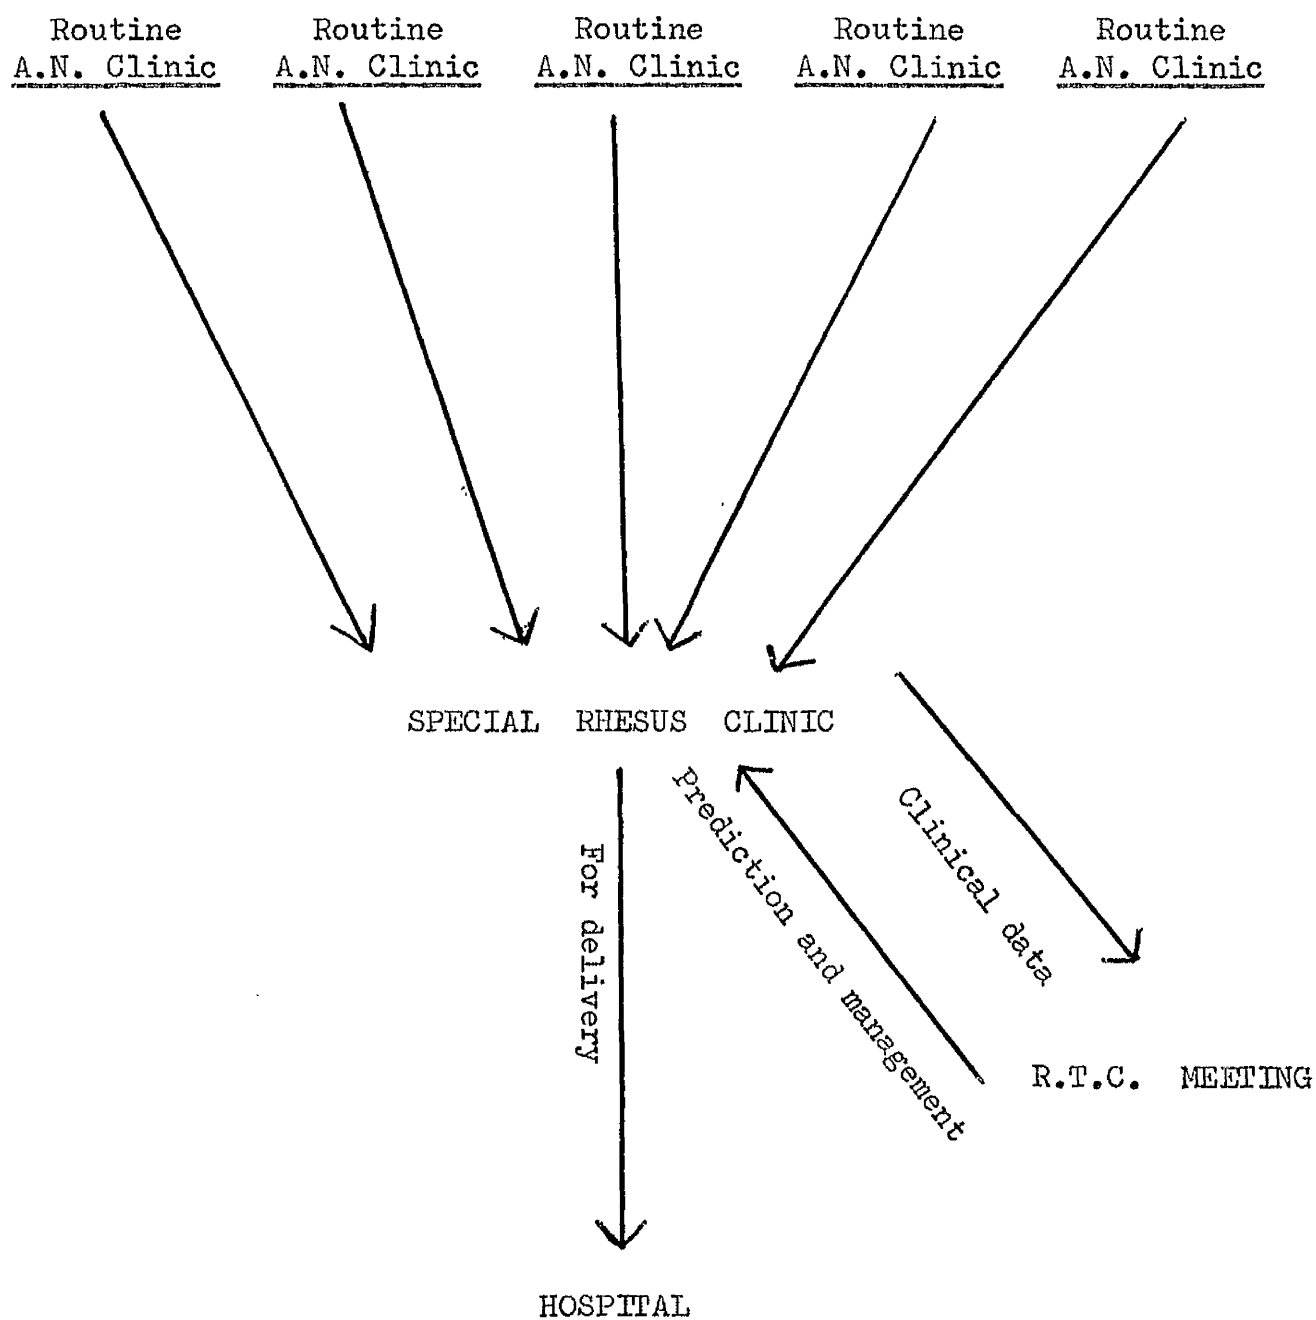 Routine Routine Routine Routine Routine
A.N. Clinic A.N. Clinic A.N. Clinic A.N. Clinic A.N. Clinic
SPECIAL RHESUS CLINIC
For delivery
Prediction and management
Clinical data
R.T.C. MEETING
HOSPITAL